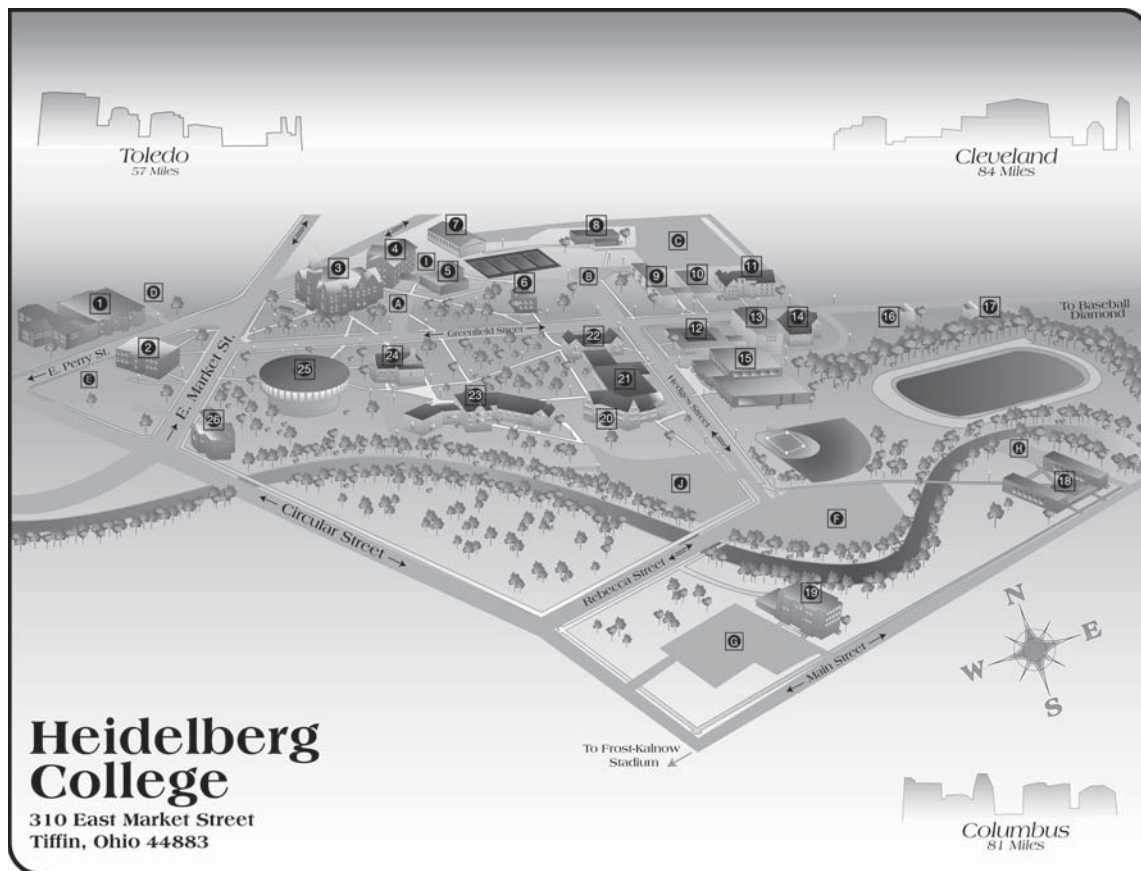 Toledo
57 Miles
Cleveland
84 Miles
7
8
C
4
3
I
5
B
9
10
11
6
D
A
1
To Baseball
Diamond
17
16
Greenfield Street
22
12
13
14
2
E. Perry St.
E. Market St.
24
15
25
21
E
Hedges Street
23
20
26
H
J
18
F
Circular Street
Rebecca Street
19
N
E
W
S
G
Main Street
To Frost-Kalnow
Stadium
Heidelberg
College
310 East Market Street
Tiffin, Ohio 44883
Columbus
81 Miles